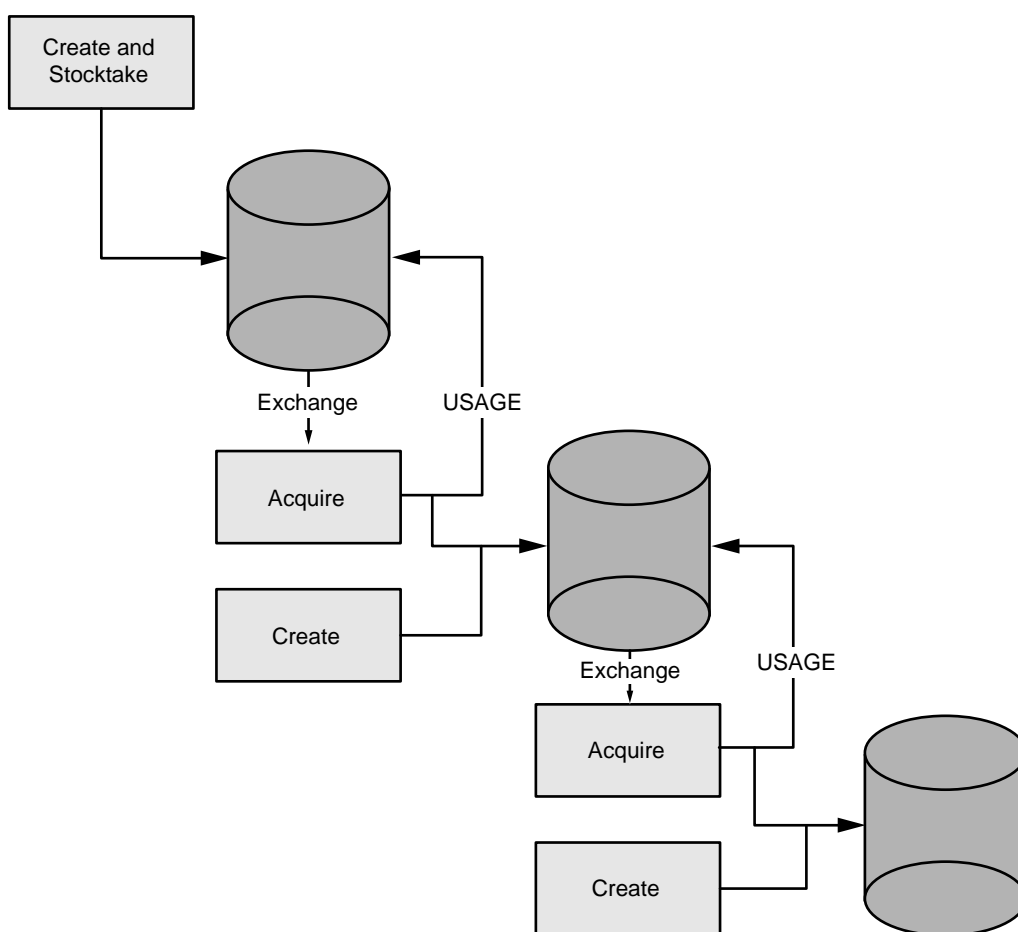 Create and
Stocktake
Exchange
USAGE
Acquire
Create
Exchange
USAGE
Acquire
Create